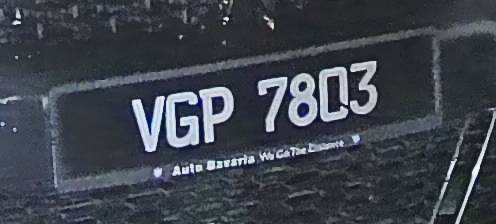 VGP 7803
Auto Bavaria We Go The Distance